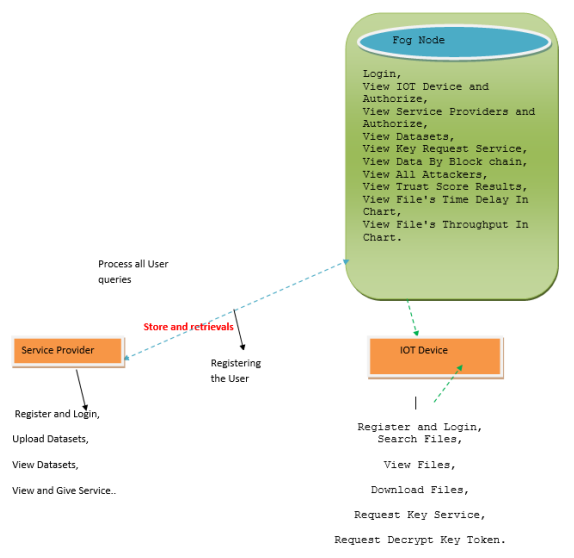 Fog Node
Login,
View IOT Device and
Authorize,
View Service Providers and
Authorize,
View Datasets,
View Key Request Service,
View Data By Block chain,
View All Attackers,
View Trust Score Results,
View File's Time Delay In
Chart,
View File's Throughput In
Chart.
Process all User
queries
Store and retrievals
Service Provider
Registering
the User
IOT Device
Register and Login,
Upload Datasets,
View Datasets,
View and Give Service..
Register and Login,
Search Files,
View Files,
Download Files,
Request Key Service,
Request Decrypt Key Token.